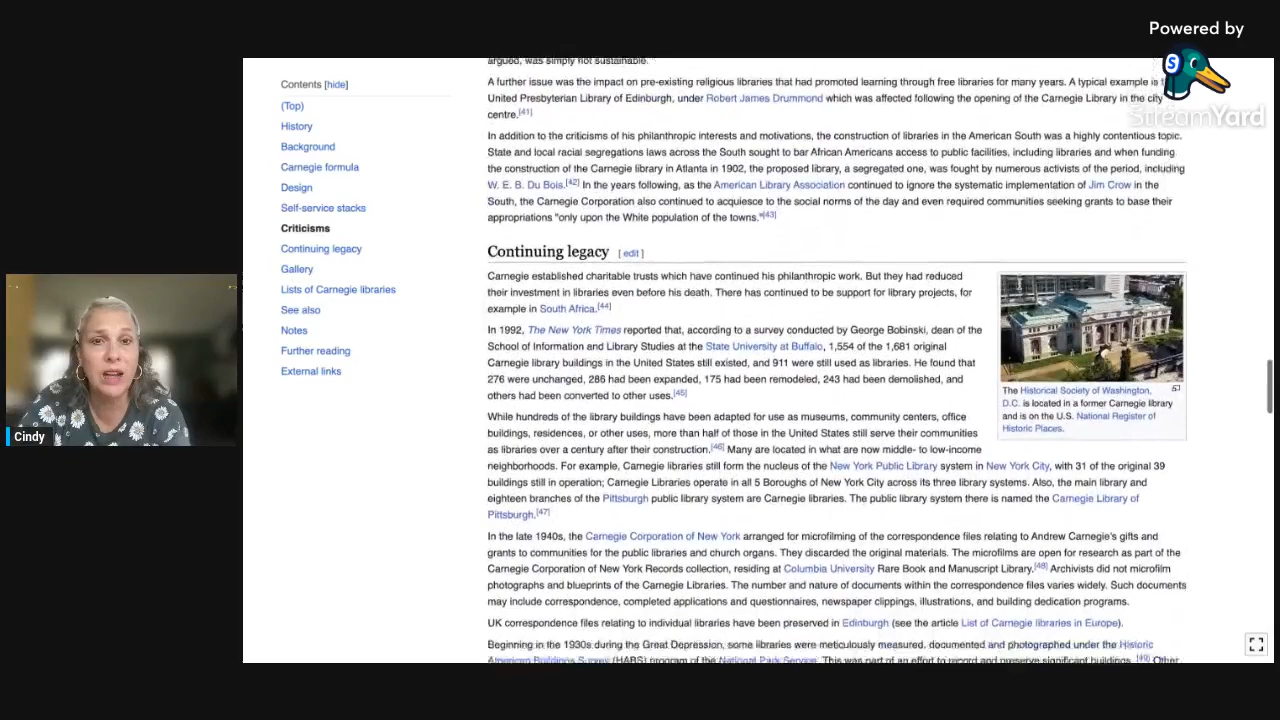 Powered by
S
StreamYard
Contents [hide]
(Top)
History
Background
Carnegie formula
Design
Self-service stacks
Criticisms
Continuing legacy
Gallery
Lists of Carnegie libraries
See also
Notes
Further reading
External links
argued, was simply not sustainable.
A further issue was the impact on pre-existing religious libraries that had promoted learning through free libraries for many years. A typical example is
United Presbyterian Library of Edinburgh, under Robert James Drummond which was affected following the opening of the Carnegie Library in the city
centre.[41]
In addition to the criticisms of his philanthropic interests and motivations, the construction of libraries in the American South was a highly contentious topic.
State and local racial segregations laws across the South sought to bar African Americans access to public facilities, including libraries and when funding
the construction of the Carnegie library in Atlanta in 1902, the proposed library, a segregated one, was fought by numerous activists of the period, including
W. E. B. Du Bois.[42] In the years following, as the American Library Association continued to ignore the systematic implementation of Jim Crow in the
South, the Carnegie Corporation also continued to acquiesce to the social norms of the day and even required communities seeking grants to base their
appropriations "only upon the White population of the towns."[43]
Continuing legacy [ edit ]
Carnegie established charitable trusts which have continued his philanthropic work. But they had reduced
their investment in libraries even before his death. There has continued to be support for library projects, for
example in South Africa.[44]
In 1992, The New York Times reported that, according to a survey conducted by George Bobinski, dean of the
School of Information and Library Studies at the State University at Buffalo, 1,554 of the 1,681 original
Carnegie library buildings in the United States still existed, and 911 were still used as libraries. He found that
276 were unchanged, 286 had been expanded, 175 had been remodeled, 243 had been demolished, and
others had been converted to other uses.[45]
The Historical Society of Washington,
D.C. is located in a former Carnegie library
and is on the U.S. National Register of
Historic Places.
While hundreds of the library buildings have been adapted for use as museums, community centers, office
buildings, residences, or other uses, more than half of those in the United States still serve their communities
as libraries over a century after their construction.[46] Many are located in what are now middle- to low-income
neighborhoods. For example, Carnegie libraries still form the nucleus of the New York Public Library system in New York City, with 31 of the original 39
buildings still in operation; Carnegie Libraries operate in all 5 Boroughs of New York City across its three library systems. Also, the main library and
eighteen branches of the Pittsburgh public library system are Carnegie libraries. The public library system there is named the Carnegie Library of
Pittsburgh.[47]
In the late 1940s, the Carnegie Corporation of New York arranged for microfilming of the correspondence files relating to Andrew Carnegie's gifts and
grants to communities for the public libraries and church organs. They discarded the original materials. The microfilms are open for research as part of the
Carnegie Corporation of New York Records collection, residing at Columbia University Rare Book and Manuscript Library.[48] Archivists did not microfilm
photographs and blueprints of the Carnegie Libraries. The number and nature of documents within the correspondence files varies widely. Such documents
may include correspondence, completed applications and questionnaires, newspaper clippings, illustrations, and building dedication programs.
UK correspondence files relating to individual libraries have been preserved in Edinburgh (see the article List of Carnegie libraries in Europe).
Beginning in the 1930s during the Great Depression, some libraries were meticulously measured, documented and photographed under the Historic
American Buildings Survey (HABS) program of the National Park Service. This was part of an effort to record and preserve significant buildings. [49] Other
Cindy